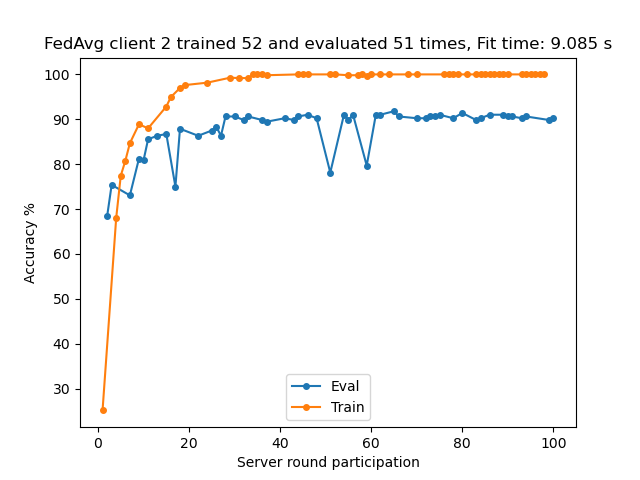 FedAvg client 2 trained 52 and evaluated 51 times, Fit time: 9.085 s
100
90
80
70
60
50
40
30
Accuracy %
Eval
Train
0 20 40 60 80 100
Server round participation